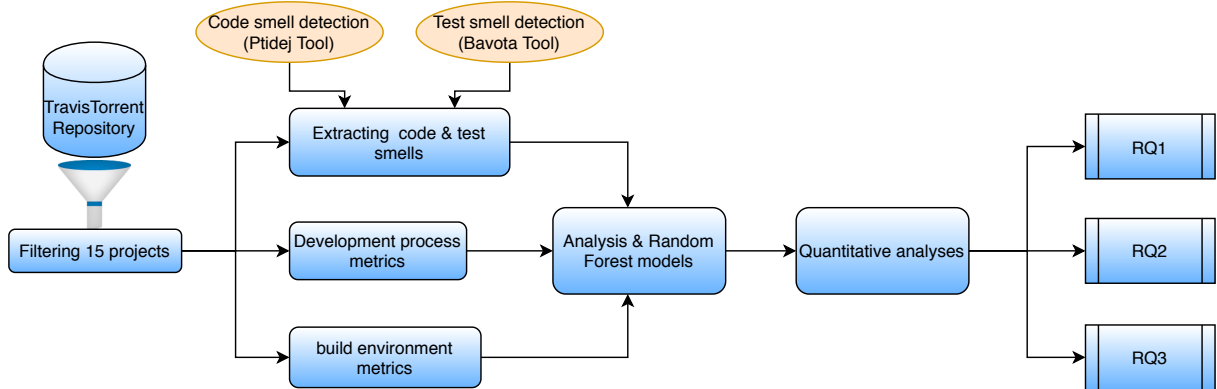 Code smell detection
(Ptidej Tool)
Test smell detection
(Bavota Tool)
TravisTorrent
Repository
Extracting code & test
smells
RQ1
Filtering 15 projects
Development process
metrics
Analysis & Random
Forest models
Quantitative analyses
RQ2
build environment
metrics
RQ3